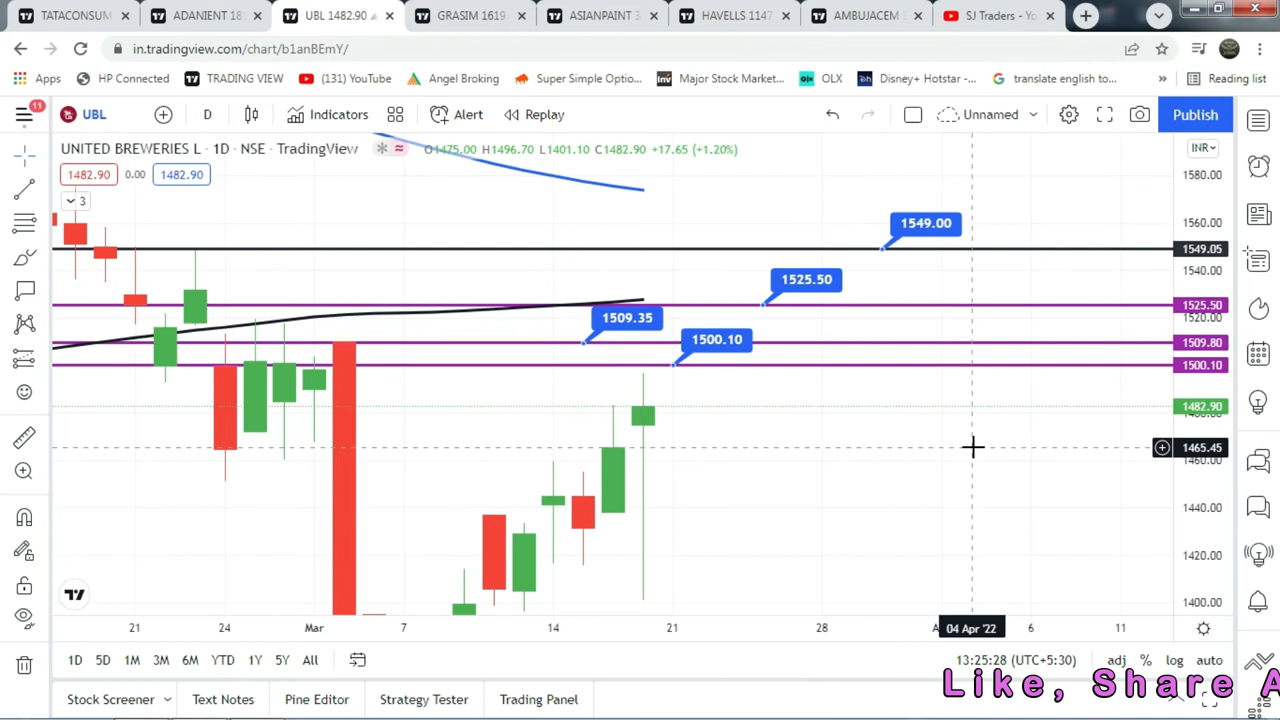 TATACONSUM
ADANIENT 18
UBL 1482.90
GRASIM 1619
ASIANPAINT 3
HAVELLS 1147
AMBUJACEM
SJ Traders - Yo
in.tradingview.com/chart/b1anBEmY/
Apps
HP Connected
TRADING VIEW
(131) YouTube
Angel Broking
Super Simple Optio...
Major Stock Market...
OLX
Disney+ Hotstar -...
translate english to...
»
Reading list
11
UBL
D
Indicators
Alert
Replay
Unnamed
Publish
UNITED BREWERIES L · 1D · NSE · TradingView
O1475.00 H1496.70 L1401.10 C1482.90 +17.65 (+1.20%)
INR
1482.90 0.00 1482.90
3
1580.00
1560.00
1549.00
1549.05
1540.00
1525.50
1525.50
1520.00
1509.35
1509.80
1500.10
1500.10
1482.90
1480.00
1465.45
1460.00
1440.00
1420.00
1400.00
21 24 Mar 7 14 21 28 A 04 Apr '22 6 11
1D 5D 1M 3M 6M YTD 1Y 5Y All
13:25:28 (UTC+5:30) adj % log auto
Like, Share A
Stock Screener Text Notes Pine Editor Strategy Tester Trading Panel